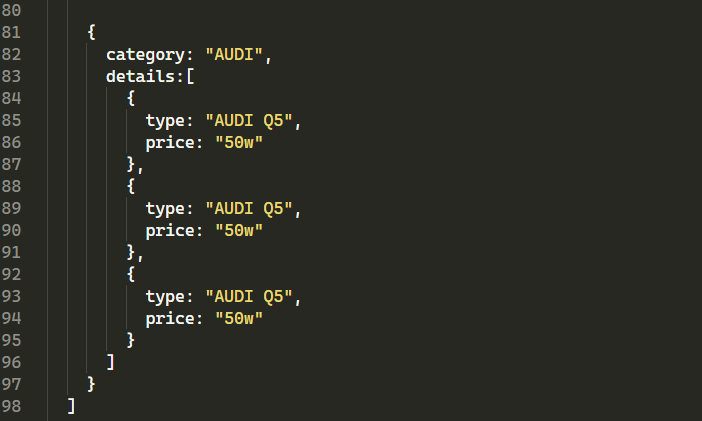 80
81 {
82 category: "AUDI",
83 details:[
84 {
85 type: "AUDI Q5",
86 price: "50w"
87 },
88 {
89 type: "AUDI Q5",
90 price: "50w"
91 },
92 {
93 type: "AUDI Q5",
94 price: "50w"
95 }
96 ]
97 }
98 ]